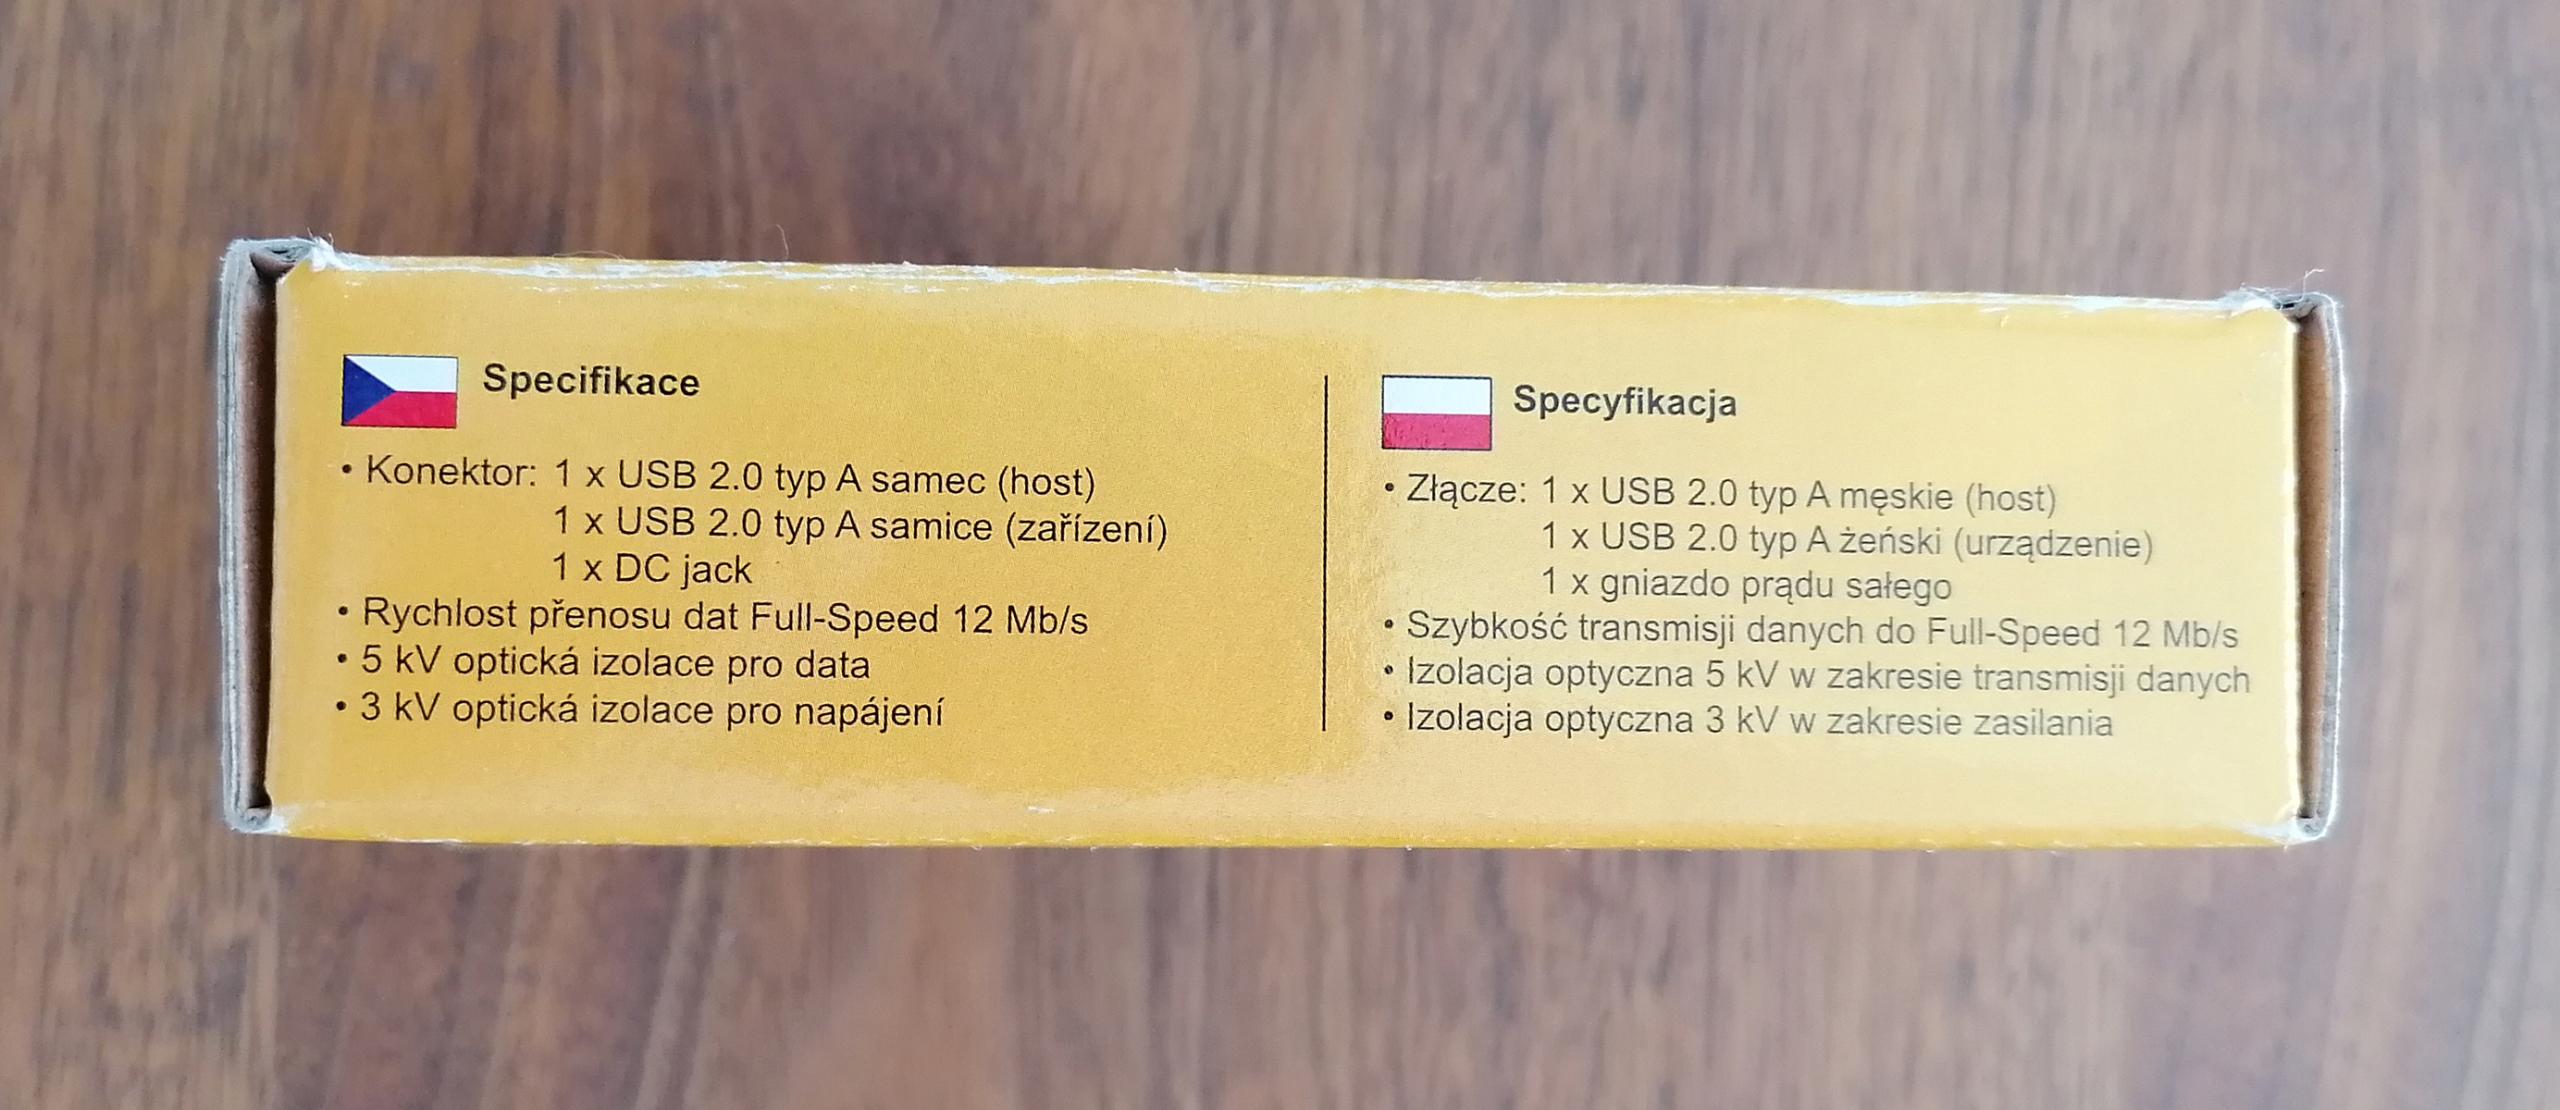 Specifikace
• Konektor: 1 x USB 2.0 typ A samec (host)
1 x USB 2.0 typ A samice (zařízení)
1 x DC jack
• Rychlost přenosu dat Full-Speed 12 Mb/s
• 5 kV optická izolace pro data
• 3 kV optická izolace pro napájení
Specyfikacja
• Złącze: 1 x USB 2.0 typ A męskie (host)
1 x USB 2.0 typ A żeński (urządzenie)
1 x gniazdo prądu sałego
• Szybkość transmisji danych do Full-Speed 12 Mb/s
• Izolacja optyczna 5 kV w zakresie transmisji danych
• Izolacja optyczna 3 kV w zakresie zasilania